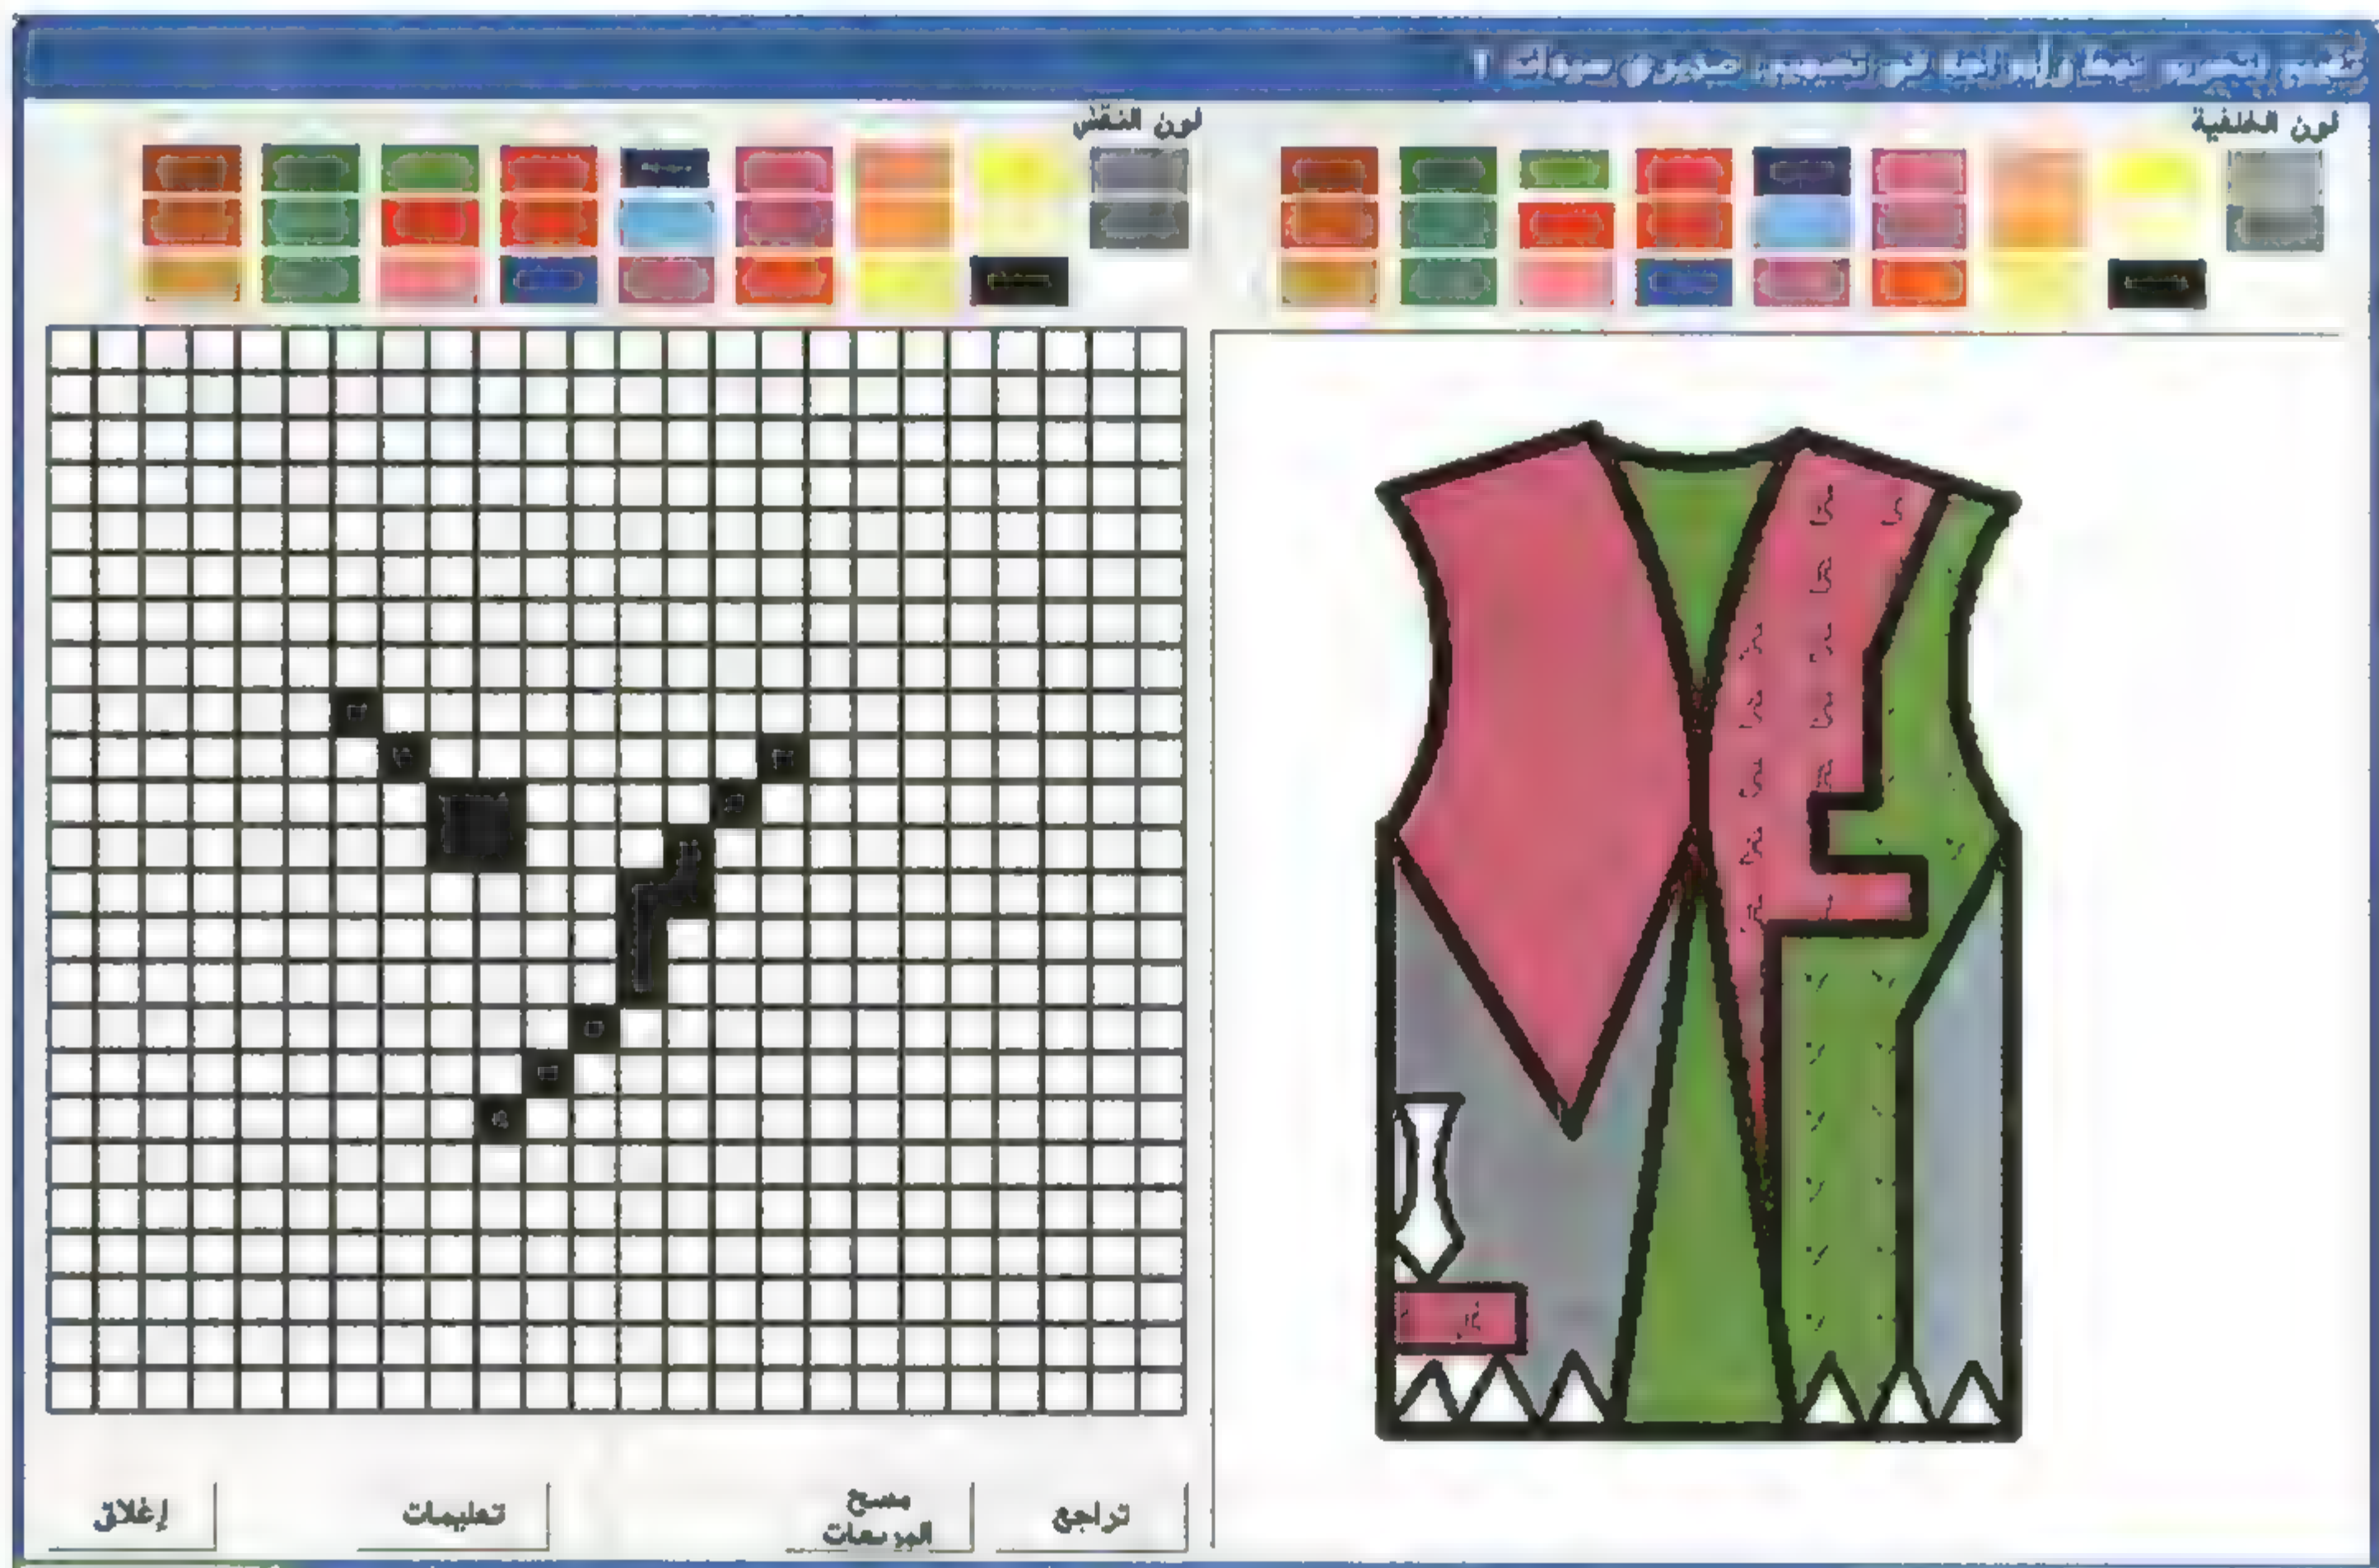 لون الخلفية
لون النقش
تراجع
مسح
المربعات
تعليمات
إغلاق